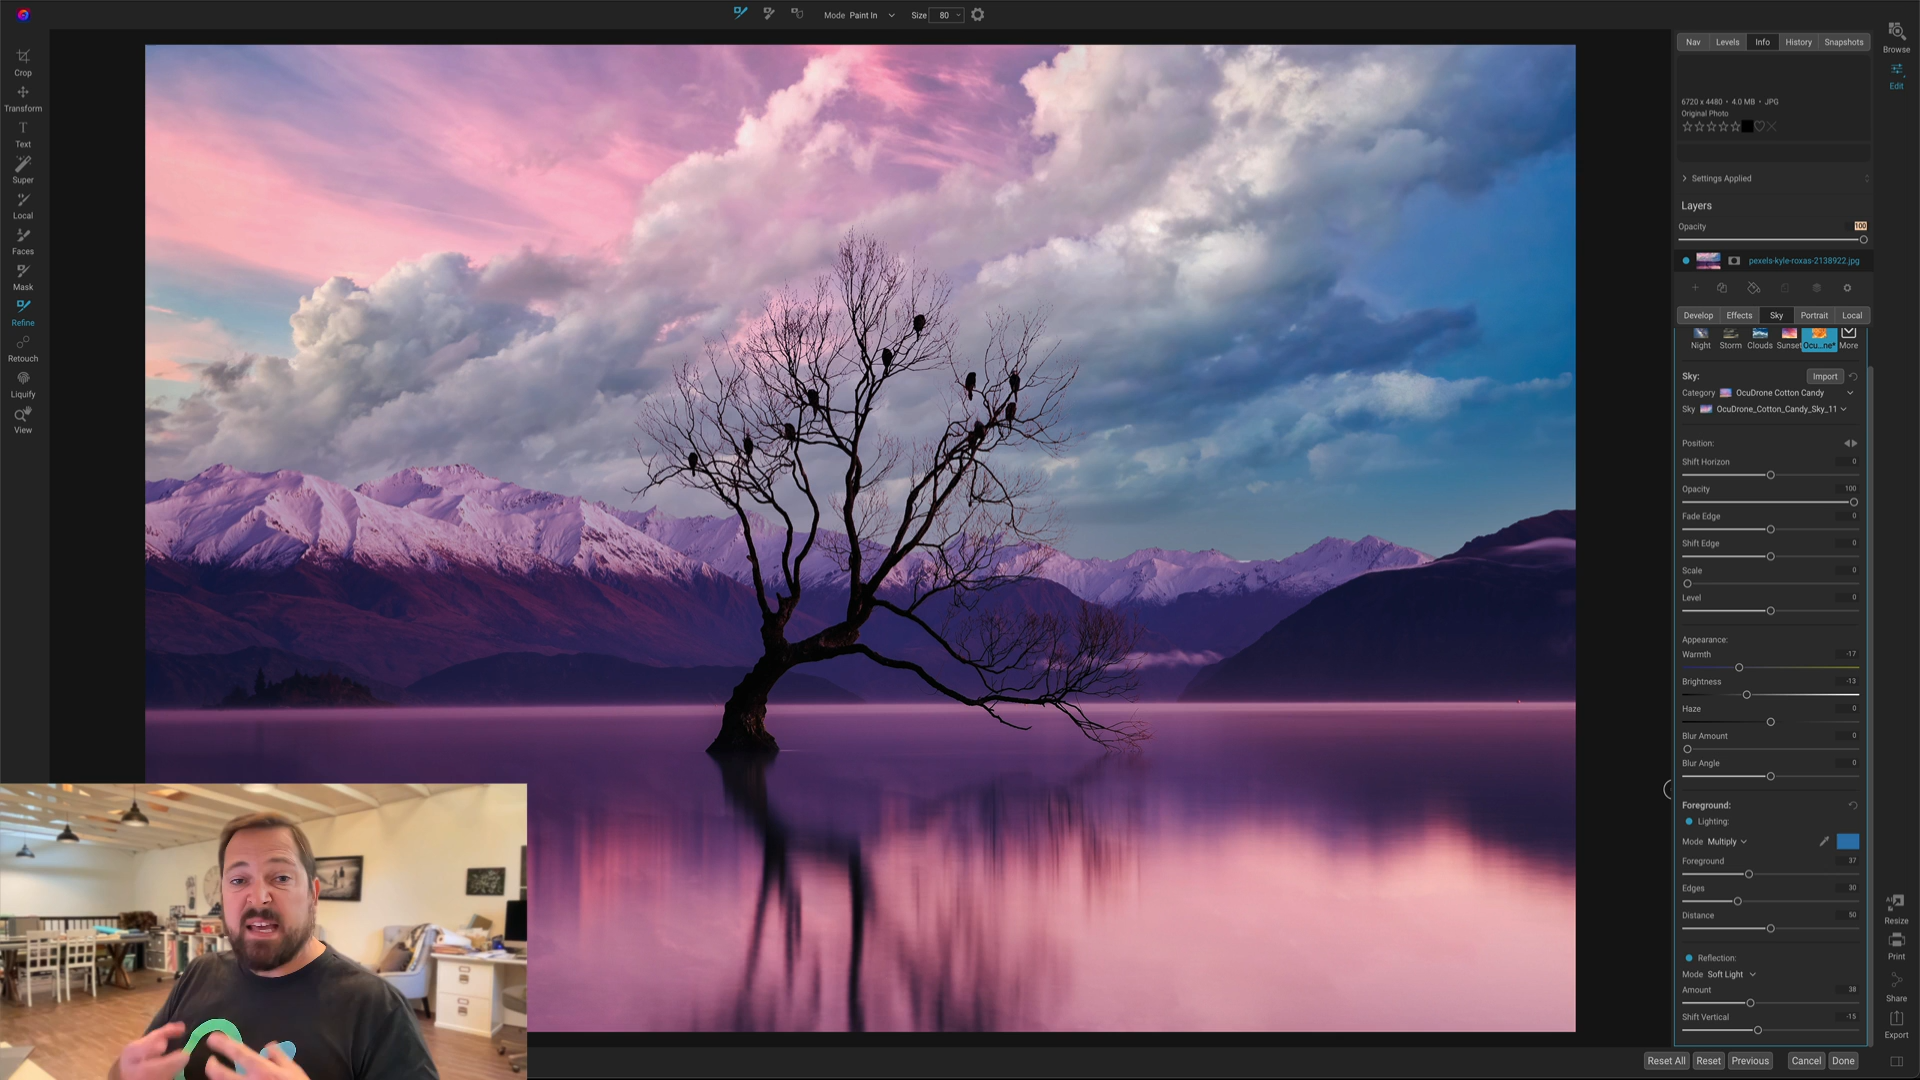 Mode Paint In
Size 80
Crop
Transform
Text
Super
Local
Faces
Mask
Refine
Retouch
Liquify
View
Nav Levels Info History Snapshots
6720 x 4480 • 4.0 MB • JPG
Original Photo
Settings Applied
Layers
Opacity 100
pexels-kyle-roxas-2138922.jpg
Develop Effects Sky Portrait Local
Night Storm Clouds Sunset Ocu...ne* More
Sky: Import
Category OcuDrone Cotton Candy
Sky OcuDrone_Cotton_Candy_Sky_11
Position:
Shift Horizon 0
Opacity 100
Fade Edge 0
Shift Edge 0
Scale 0
Level 0
Appearance:
Warmth -17
Brightness -13
Haze 0
Blur Amount 0
Blur Angle 0
Foreground:
Lighting:
Mode Multiply
Foreground 37
Edges 30
Distance 50
Reflection:
Mode Soft Light
Amount 38
Shift Vertical -15
Reset All Reset Previous Cancel Done
Browse
Edit
Resize
Print
Share
Export